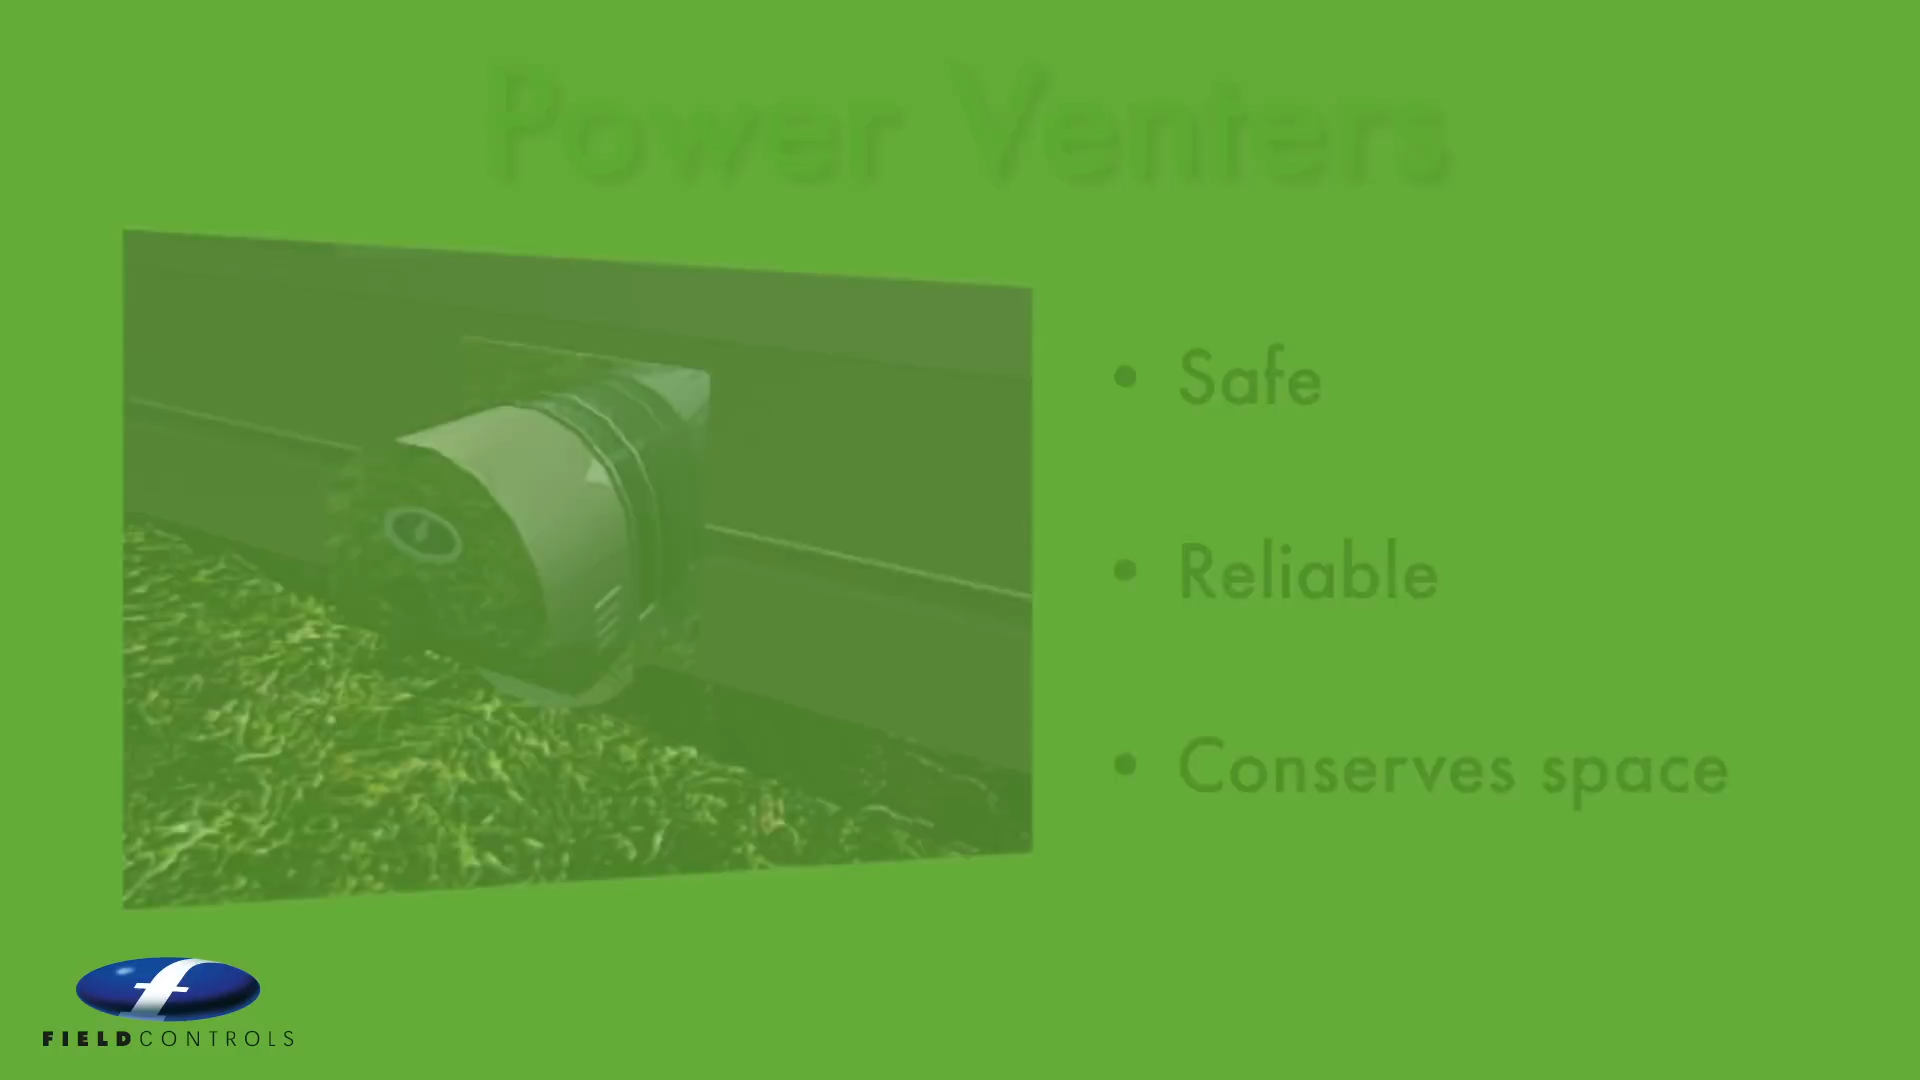 Power Venters
• Safe
• Reliable
• Conserves space
f
FIELDCONTROLS